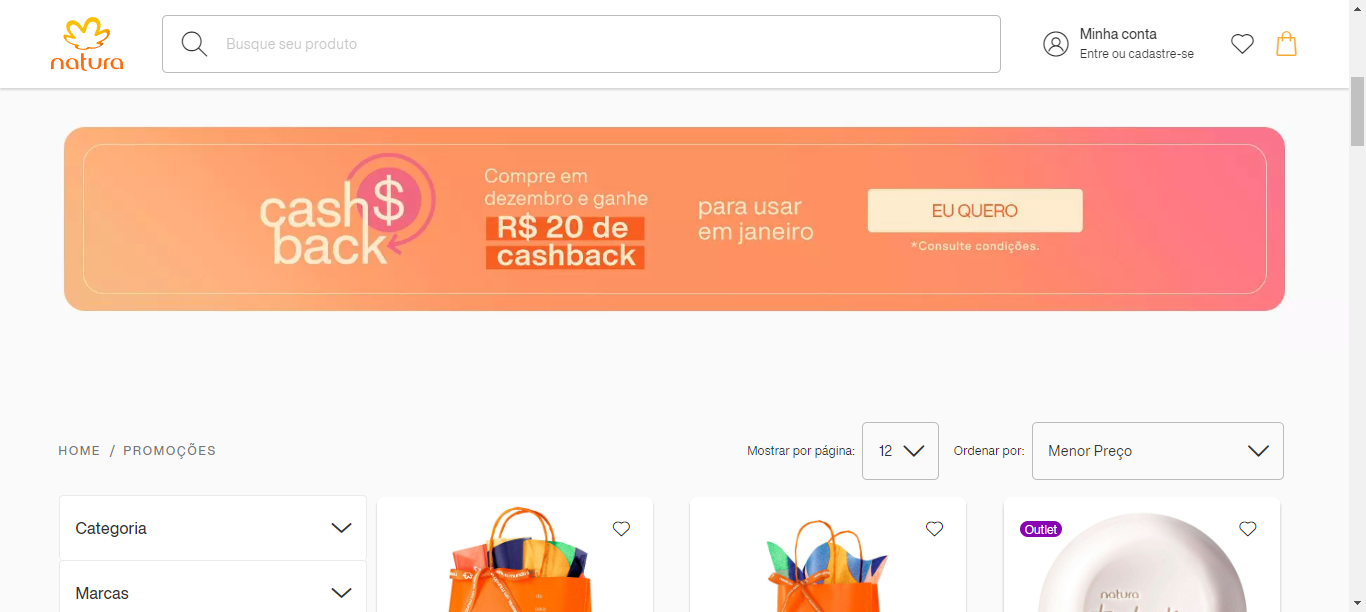 natura
Busque seu produto
Minha conta
Entre ou cadastre-se
cash$
back
Compre em
dezembro e ganhe
R$ 20 de
cashback
para usar
em janeiro
EU QUERO
*Consulte condições.
HOME / PROMOÇÕES
Mostrar por página:
12
Ordenar por:
Menor Preço
Categoria
Marcas
Outlet
natura